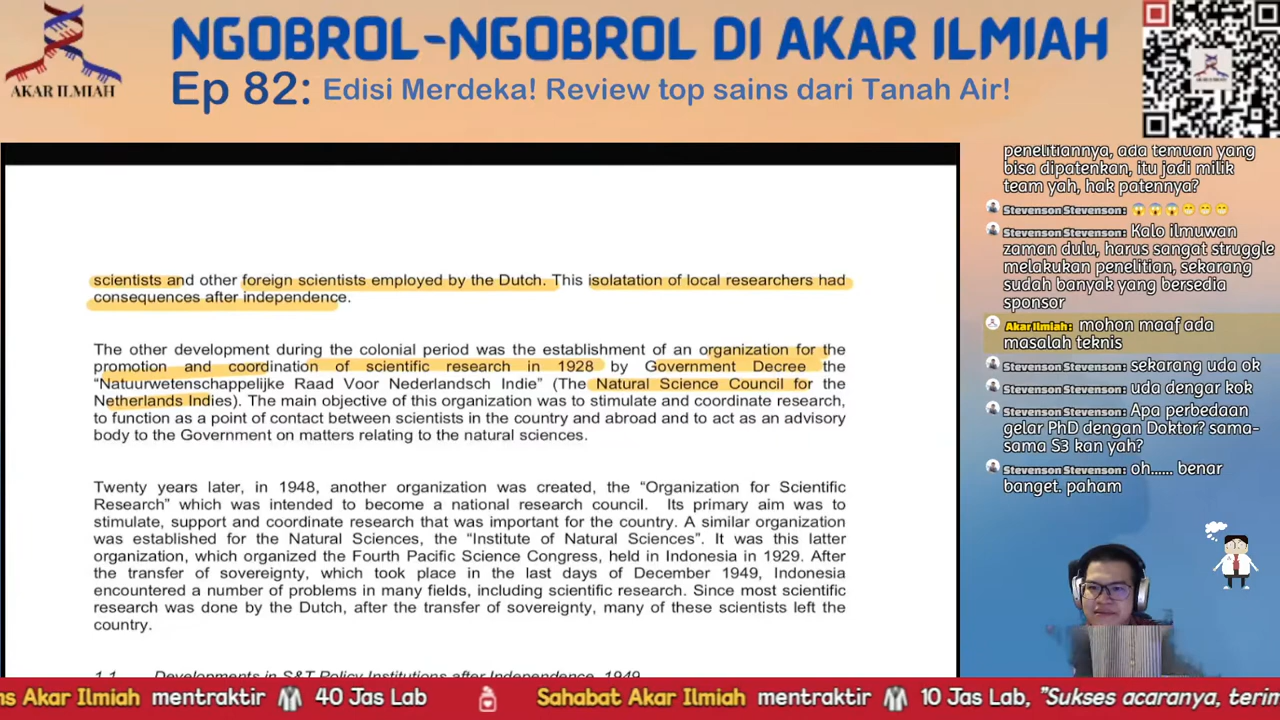 NGOBROL-NGOBROL DI AKAR ILMIAH
Ep 82: Edisi Merdeka! Review top sains dari Tanah Air!
AKAR ILMIAH
scientists and other foreign scientists employed by the Dutch. This isolatation of local researchers had
consequences after independence.
The other development during the colonial period was the establishment of an organization for the
promotion and coordination of scientific research in 1928 by Government Decree the
“Natuurwetenschappelijke Raad Voor Nederlandsch Indie” (The Natural Science Council for the
Netherlands Indies). The main objective of this organization was to stimulate and coordinate research,
to function as a point of contact between scientists in the country and abroad and to act as an advisory
body to the Government on matters relating to the natural sciences.
Twenty years later, in 1948, another organization was created, the “Organization for Scientific
Research” which was intended to become a national research council. Its primary aim was to
stimulate, support and coordinate research that was important for the country. A similar organization
was established for the Natural Sciences, the “Institute of Natural Sciences”. It was this latter
organization, which organized the Fourth Pacific Science Congress, held in Indonesia in 1929. After
the transfer of sovereignty, which took place in the last days of December 1949, Indonesia
encountered a number of problems in many fields, including scientific research. Since most scientific
research was done by the Dutch, after the transfer of sovereignty, many of these scientists left the
country.
1.1 Developments in S&T Policy Institutions after Independence, 1949
penelitiannya, ada temuan yang
bisa dipatenkan, itu jadi milik
team yah, hak patennya?
Stevenson Stevenson: 😱😱😱😁😁😁
Stevenson Stevenson: Kalo ilmuwan
zaman dulu, harus sangat struggle
melakukan penelitian, sekarang
sudah banyak yang bersedia
sponsor
Akar Ilmiah: mohon maaf ada
masalah teknis
Stevenson Stevenson: sekarang uda ok
Stevenson Stevenson: uda dengar kok
Stevenson Stevenson: Apa perbedaan
gelar PhD dengan Doktor? sama-
sama S3 kan yah?
Stevenson Stevenson: oh...... benar
banget. paham
ns Akar Ilmiah mentraktir 40 Jas Lab Sahabat Akar Ilmiah mentraktir 10 Jas Lab, "Sukses acaranya, terim